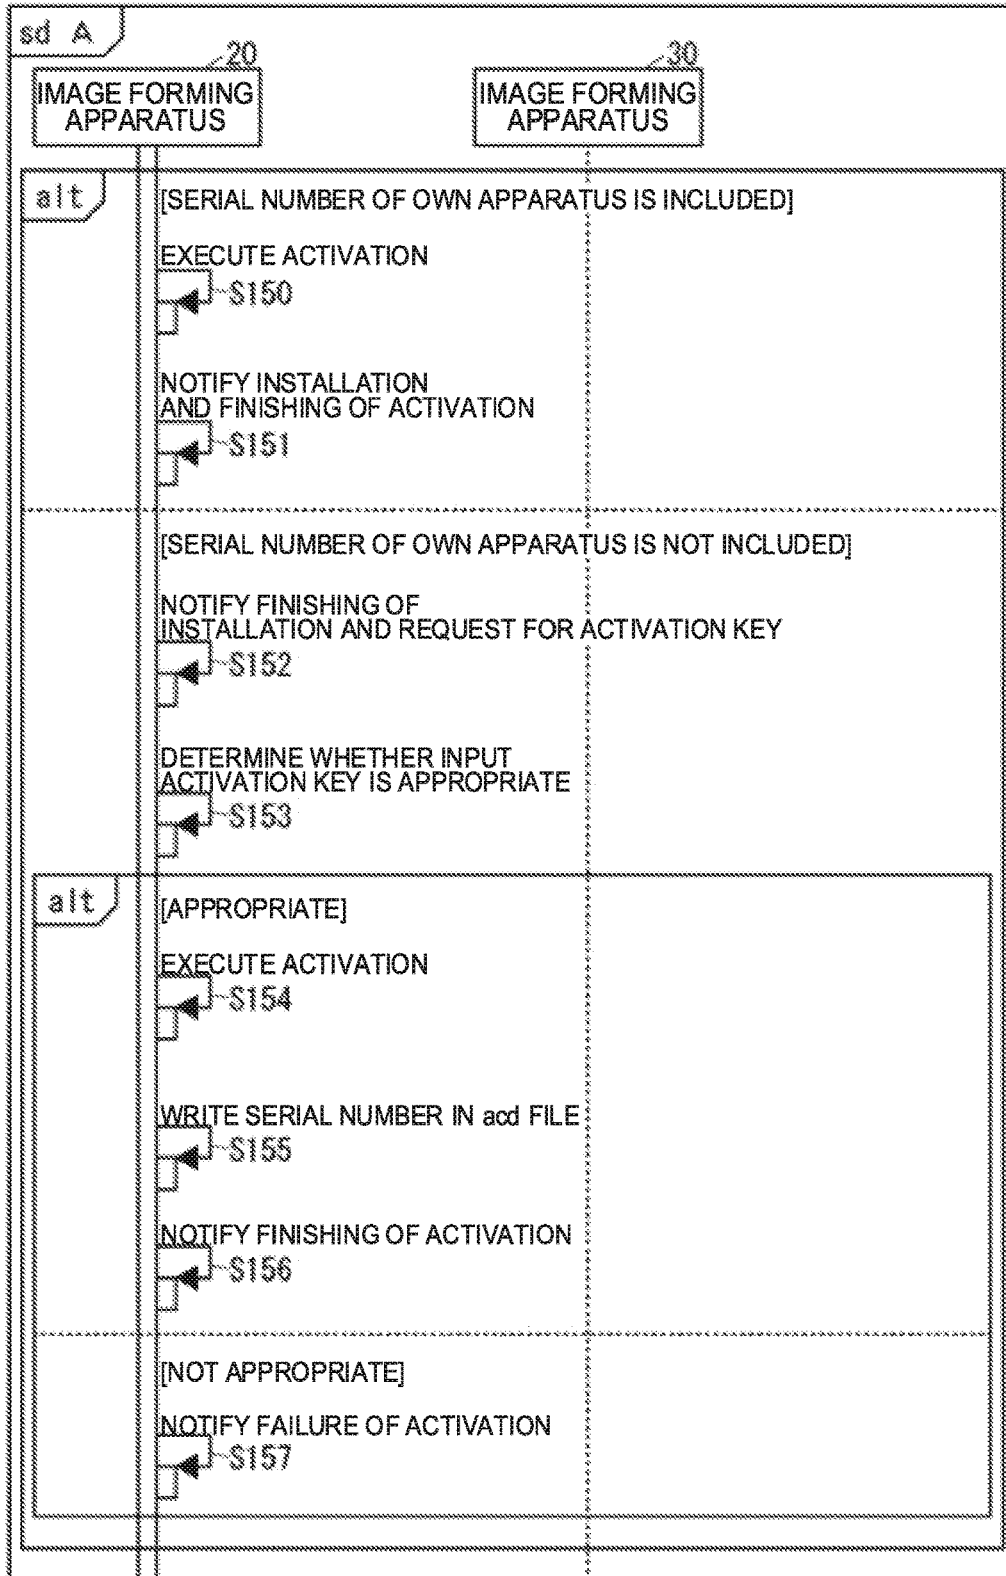 sd A
20
30
IMAGE FORMING
APPARATUS
IMAGE FORMING
APPARATUS
alt
[SERIAL NUMBER OF OWN APPARATUS IS INCLUDED]
EXECUTE ACTIVATION
S150
NOTIFY INSTALLATION
AND FINISHING OF ACTIVATION
S151
[SERIAL NUMBER OF OWN APPARATUS IS NOT INCLUDED]
NOTIFY FINISHING OF
INSTALLATION AND REQUEST FOR ACTIVATION KEY
S152
DETERMINE WHETHER INPUT
ACTIVATION KEY IS APPROPRIATE
S153
alt
[APPROPRIATE]
EXECUTE ACTIVATION
S154
WRITE SERIAL NUMBER IN acd FILE
S155
NOTIFY FINISHING OF ACTIVATION
S156
[NOT APPROPRIATE]
NOTIFY FAILURE OF ACTIVATION
S157